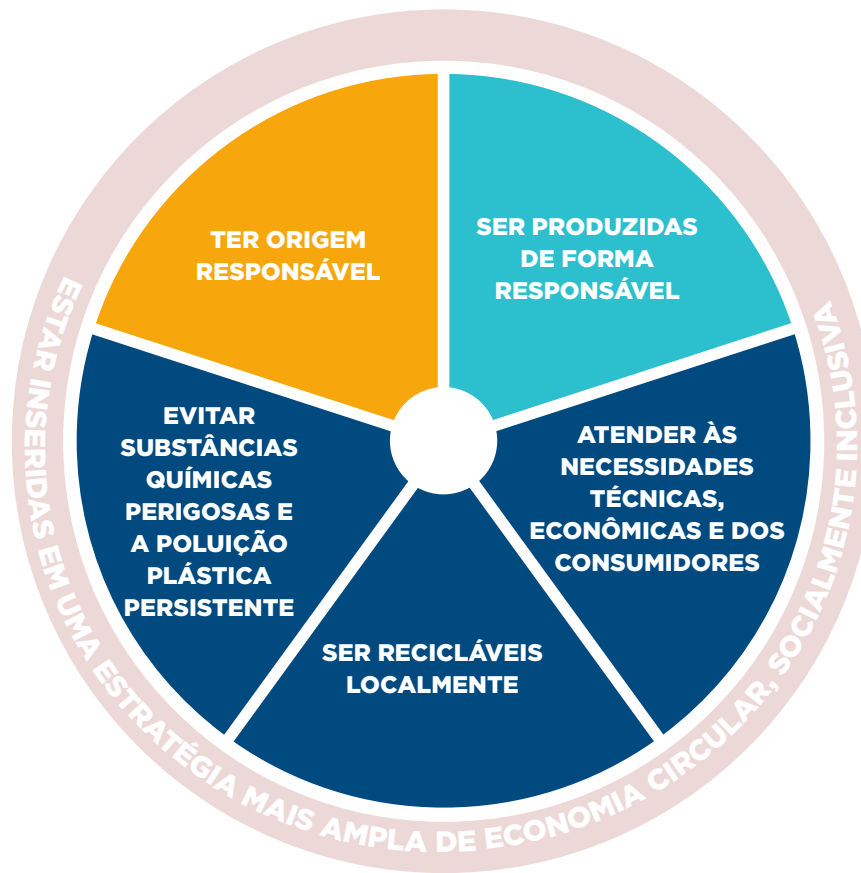 TER ORIGEM
RESPONSÁVEL
SER PRODUZIDAS
DE FORMA
RESPONSÁVEL
EVITAR
SUBSTÂNCIAS
QUÍMICAS
PERIGOSAS E
A POLUIÇÃO
PLÁSTICA
PERSISTENTE
ATENDER ÀS
NECESSIDADES
TÉCNICAS,
ECONÔMICAS E DOS
CONSUMIDORES
SER RECICLÁVEIS
LOCALMENTE
ESTAR INSERIDAS EM UMA ESTRATÉGIA MAIS AMPLA DE ECONOMIA CIRCULAR, SOCIALMENTE INCLUSIVA